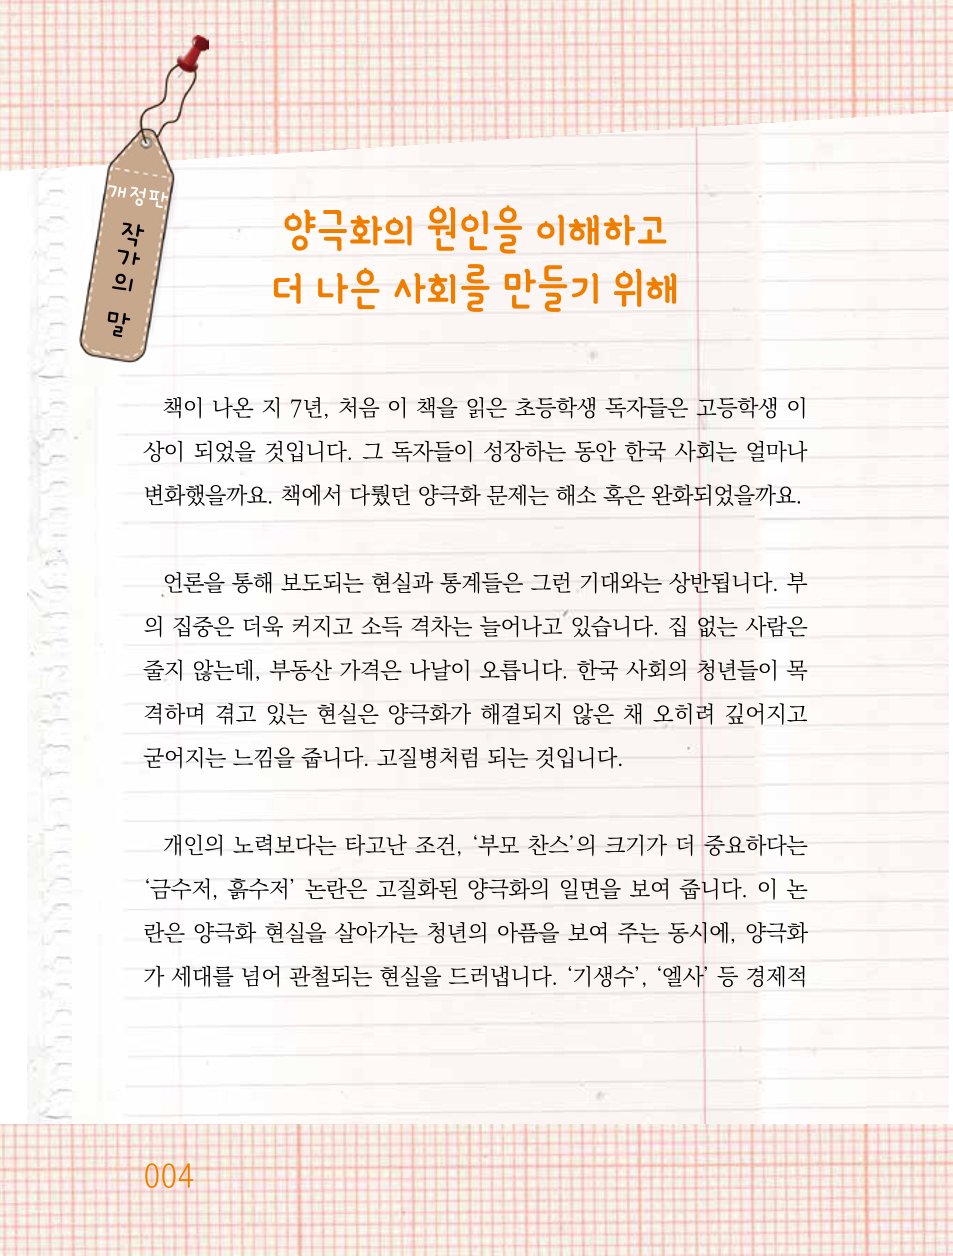 개정판
작가의 말
양극화의 원인을 이해하고
더 나은 사회를 만들기 위해
책이 나온 지 7년, 처음 이 책을 읽은 초등학생 독자들은 고등학생 이
상이 되었을 것입니다. 그 독자들이 성장하는 동안 한국 사회는 얼마나
변화했을까요. 책에서 다뤘던 양극화 문제는 해소 혹은 완화되었을까요.
언론을 통해 보도되는 현실과 통계들은 그런 기대와는 상반됩니다. 부
의 집중은 더욱 커지고 소득 격차는 늘어나고 있습니다. 집 없는 사람은
줄지 않는데, 부동산 가격은 나날이 오릅니다. 한국 사회의 청년들이 목
격하며 겪고 있는 현실은 양극화가 해결되지 않은 채 오히려 깊어지고
굳어지는 느낌을 줍니다. 고질병처럼 되는 것입니다.
개인의 노력보다는 타고난 조건, ‘부모 찬스’의 크기가 더 중요하다는
‘금수저, 흙수저’ 논란은 고질화된 양극화의 일면을 보여 줍니다. 이 논
란은 양극화 현실을 살아가는 청년의 아픔을 보여 주는 동시에, 양극화
가 세대를 넘어 관철되는 현실을 드러냅니다. ‘기생수’, ‘엘사’ 등 경제적
004